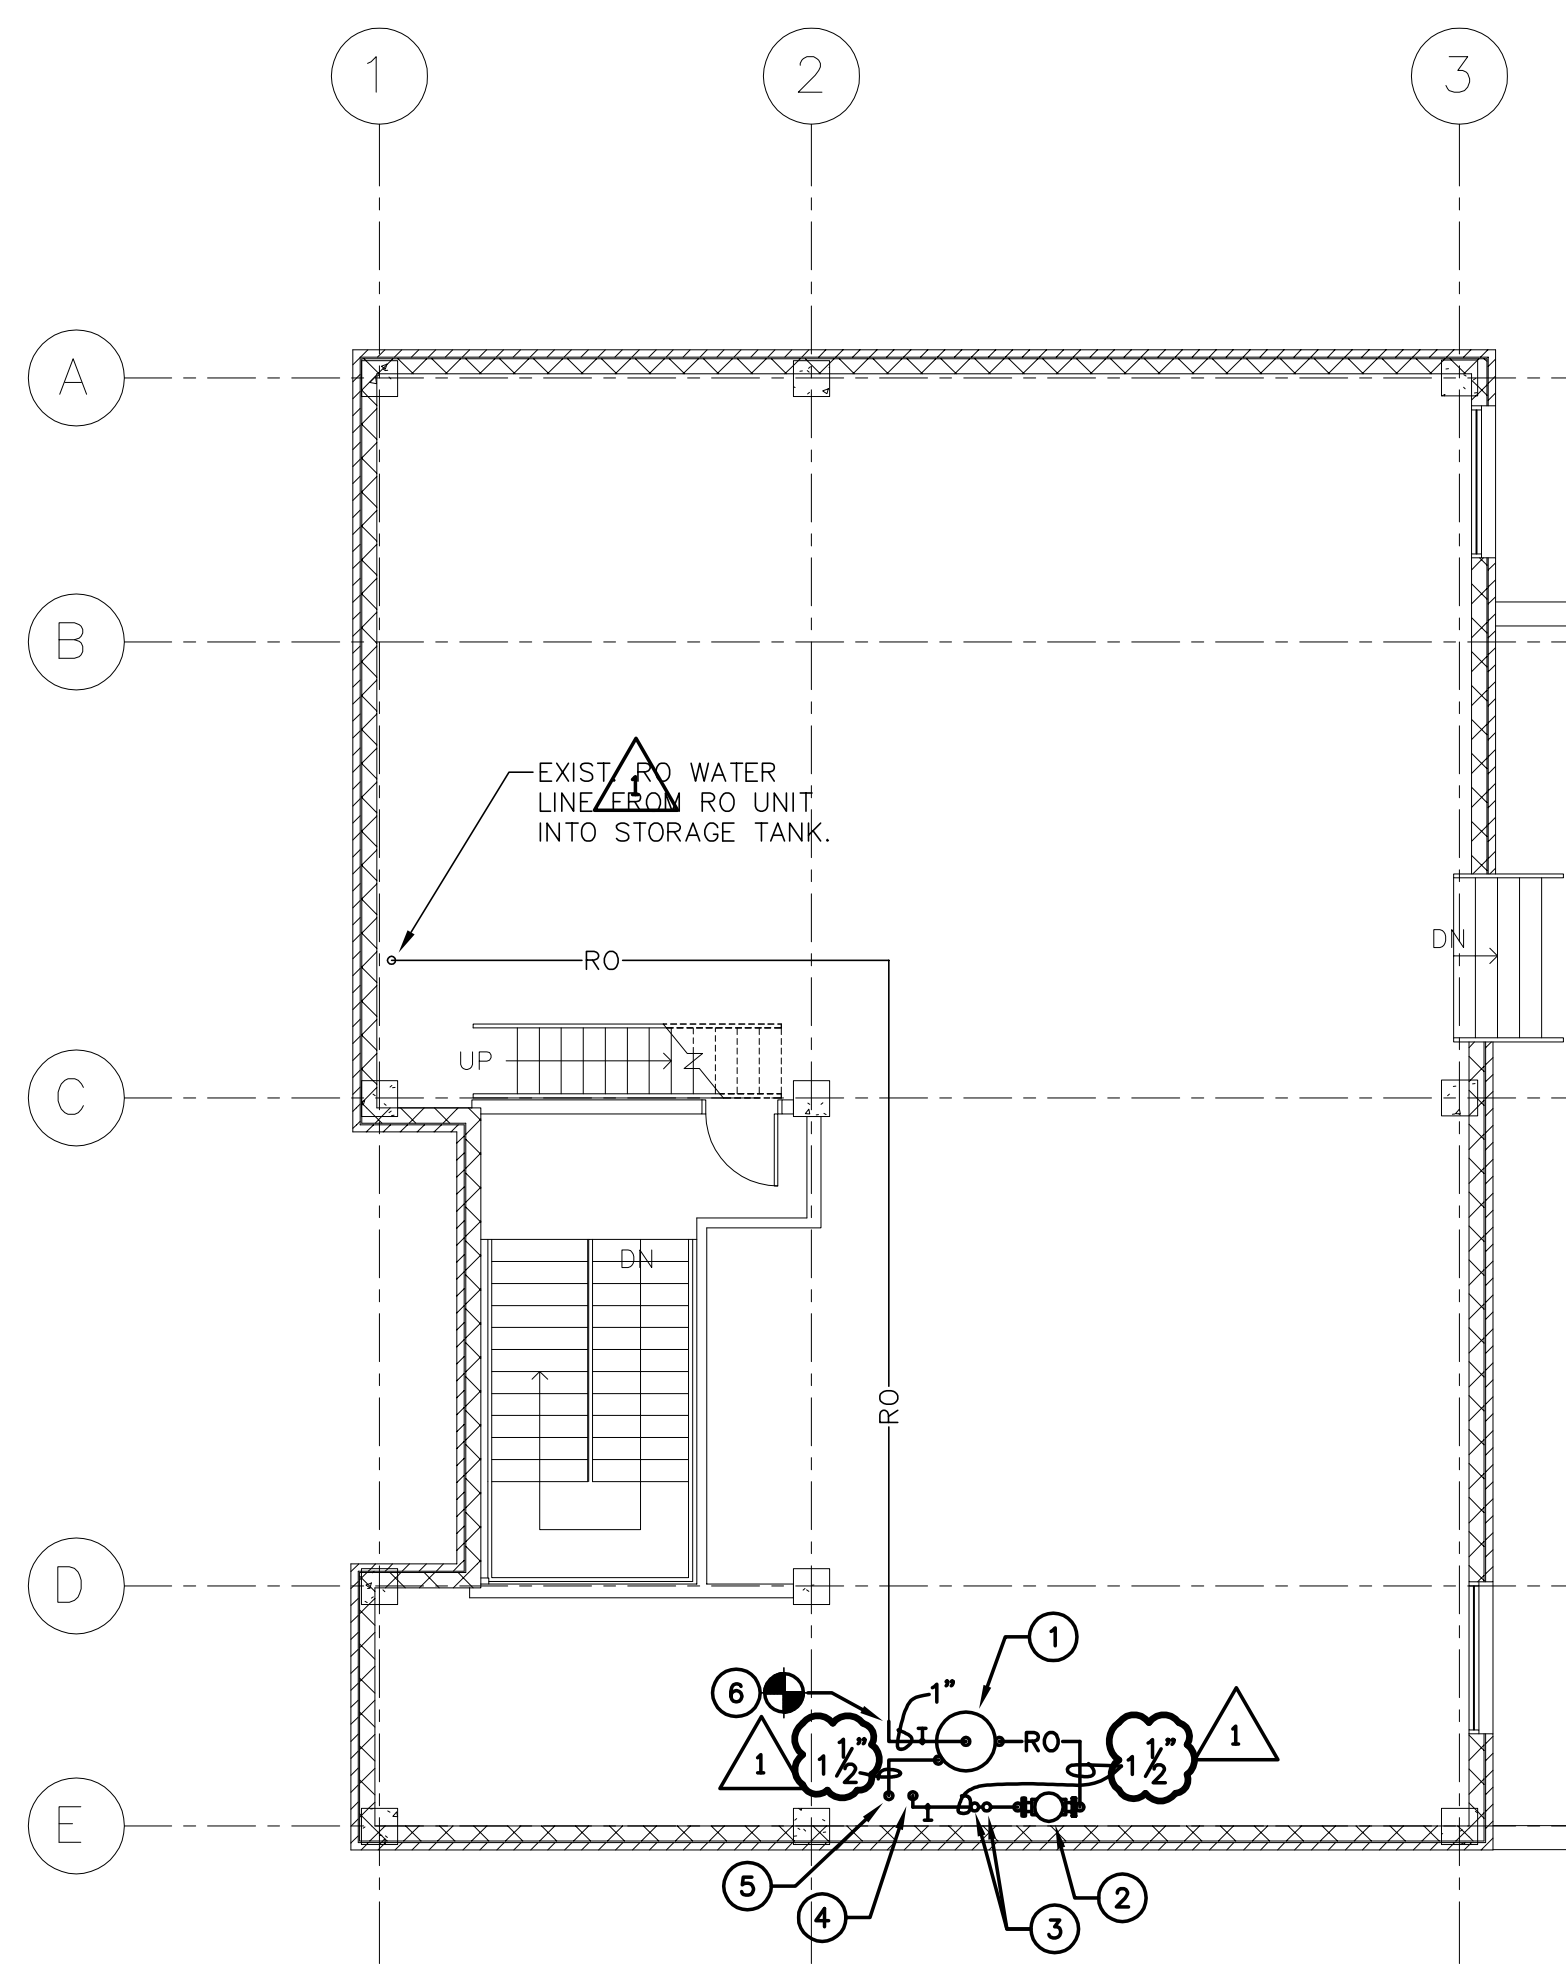 1
2
3
A
B
EXIST. RO WATER
LINE FROM RO UNIT
INTO STORAGE TANK.
1
DN
RO
UP
C
DN
RO
D
1
6
1"
1
1 1/2"
RO
1 1/2"
1
1
E
5
4
3
2